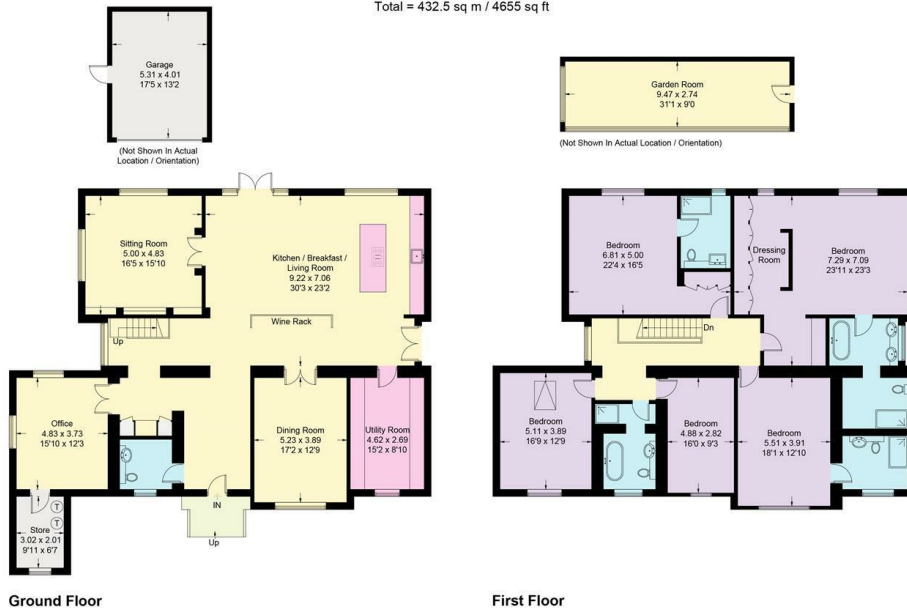 Total = 432.5 sq m / 4655 sq ft
Garage
5.31 x 4.01
17'5 x 13'2
(Not Shown In Actual
Location / Orientation)
Garden Room
9.47 x 2.74
31'1 x 9'0
(Not Shown In Actual Location / Orientation)
Sitting Room
5.00 x 4.83
16'5 x 15'10
Kitchen / Breakfast /
Living Room
9.22 x 7.06
30'3 x 23'2
Wine Rack
Up
Office
4.83 x 3.73
15'10 x 12'3
Dining Room
5.23 x 3.89
17'2 x 12'9
Utility Room
4.62 x 2.69
15'2 x 8'10
IN
Up
T
T
Store
3.02 x 2.01
9'11 x 6'7
Ground Floor
Bedroom
6.81 x 5.00
22'4 x 16'5
Dressing
Room
Bedroom
7.29 x 7.09
23'11 x 23'3
Dn
Bedroom
5.11 x 3.89
16'9 x 12'9
Bedroom
4.88 x 2.82
16'0 x 9'3
Bedroom
5.51 x 3.91
18'1 x 12'10
First Floor